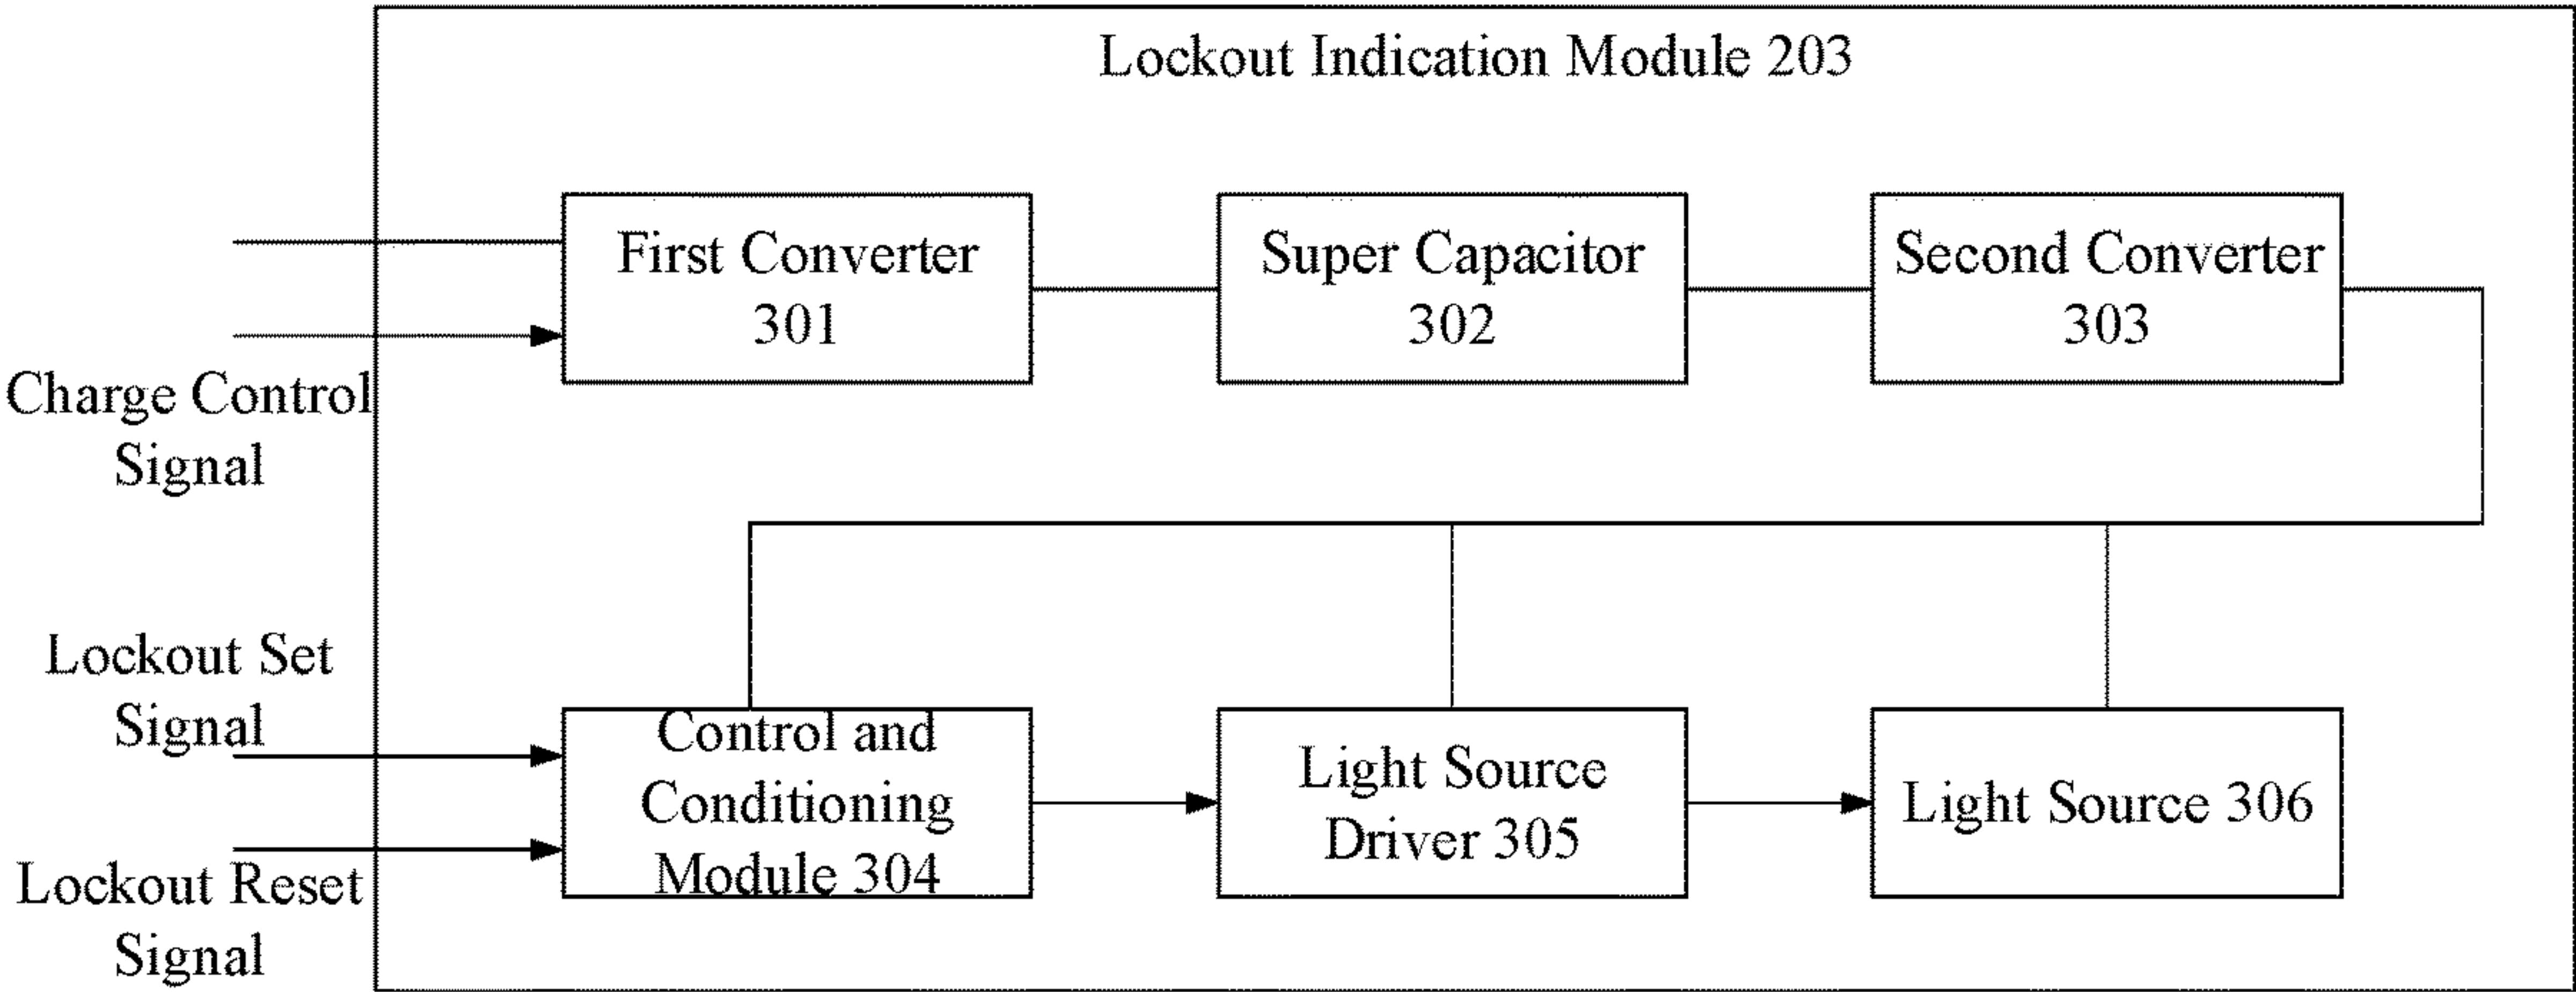 Lockout Indication Module 203
First Converter
301
Super Capacitor
302
Second Converter
303
Charge Control
Signal
Lockout Set
Signal
Lockout Reset
Signal
Control and
Conditioning
Module 304
Light Source
Driver 305
Light Source 306